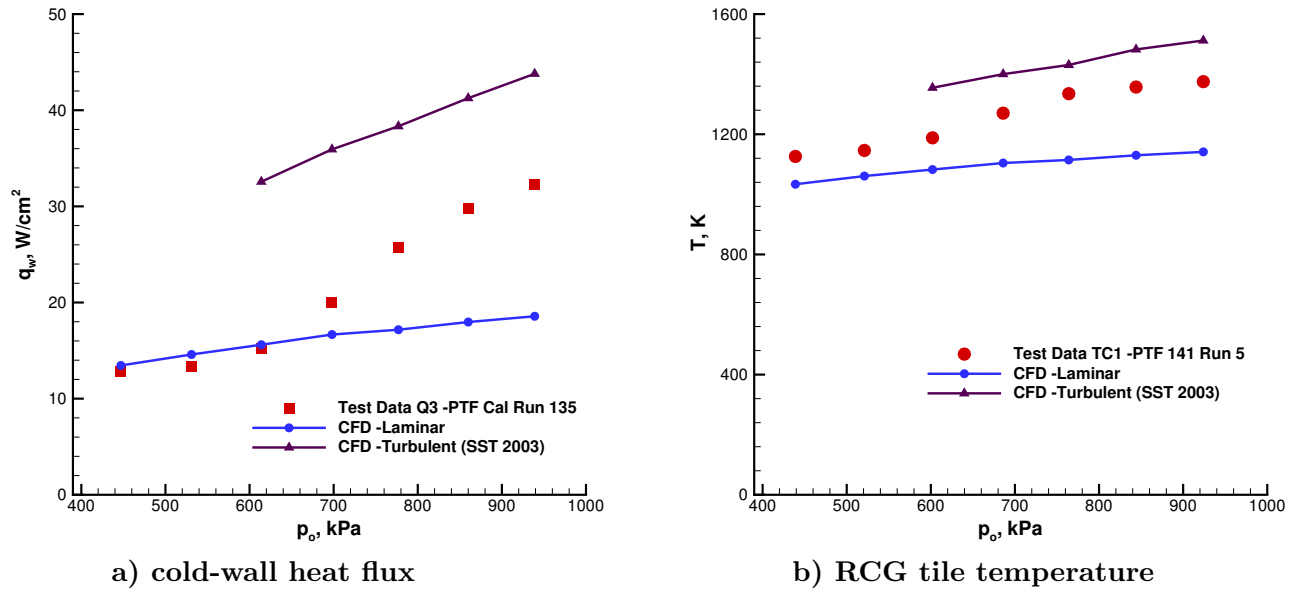 50
40
30
20
10
0
q_w, W/cm²
Test Data Q3 -PTF Cal Run 135
CFD -Laminar
CFD -Turbulent (SST 2003)
400 500 600 700 800 900 1000
p_o, kPa
a) cold-wall heat flux
1600
1200
800
400
0
T, K
Test Data TC1 -PTF 141 Run 5
CFD -Laminar
CFD -Turbulent (SST 2003)
400 500 600 700 800 900 1000
p_o, kPa
b) RCG tile temperature